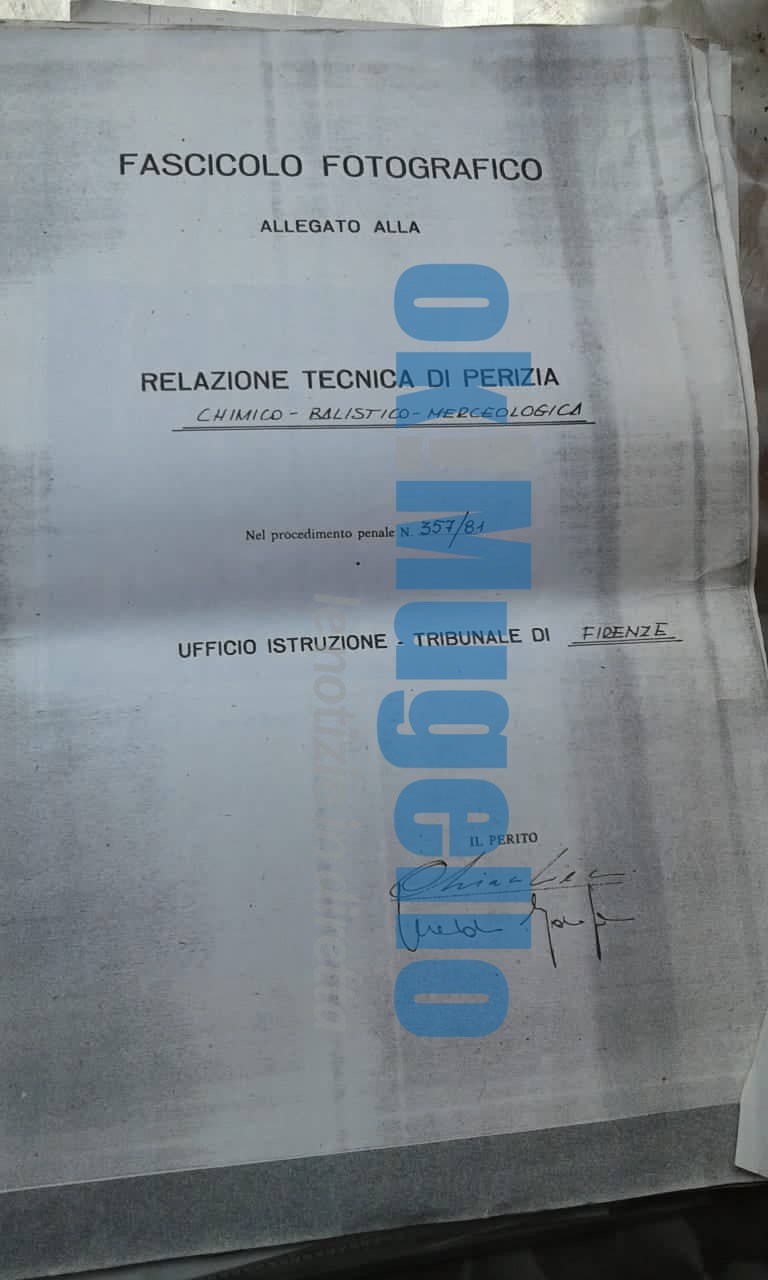 FASCICOLO FOTOGRAFICO
ALLEGATO ALLA
RELAZIONE TECNICA DI PERIZIA
CHIMICO - BALISTICO - MERCEOLOGICA
Nel procedimento penale N. 357/81
UFFICIO ISTRUZIONE - TRIBUNALE DI FIRENZE
IL PERITO
OK!Mugello
lenotizieindiretta